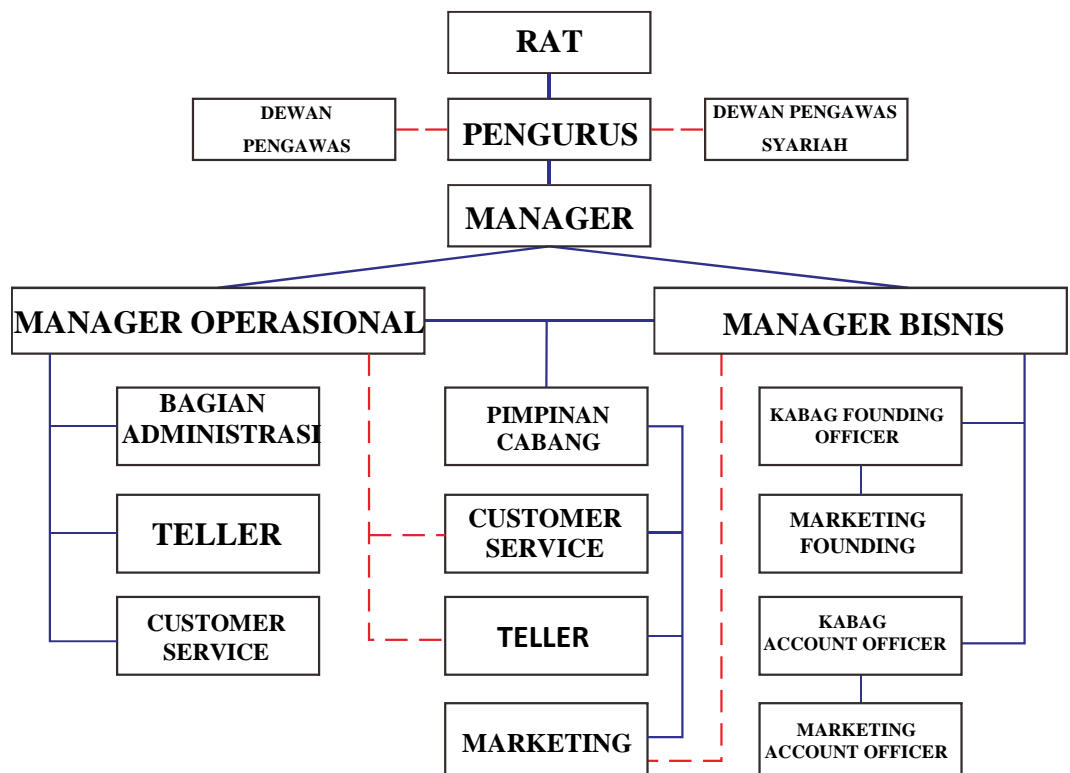 RAT
DEWAN
PENGAWAS
PENGURUS
DEWAN PENGAWAS
SYARIAH
MANAGER
MANAGER OPERASIONAL
MANAGER BISNIS
BAGIAN
ADMINISTRASI
PIMPINAN
CABANG
KABAG FOUNDING
OFFICER
TELLER
CUSTOMER
SERVICE
MARKETING
FOUNDING
CUSTOMER
SERVICE
TELLER
KABAG
ACCOUNT OFFICER
MARKETING
MARKETING
ACCOUNT OFFICER